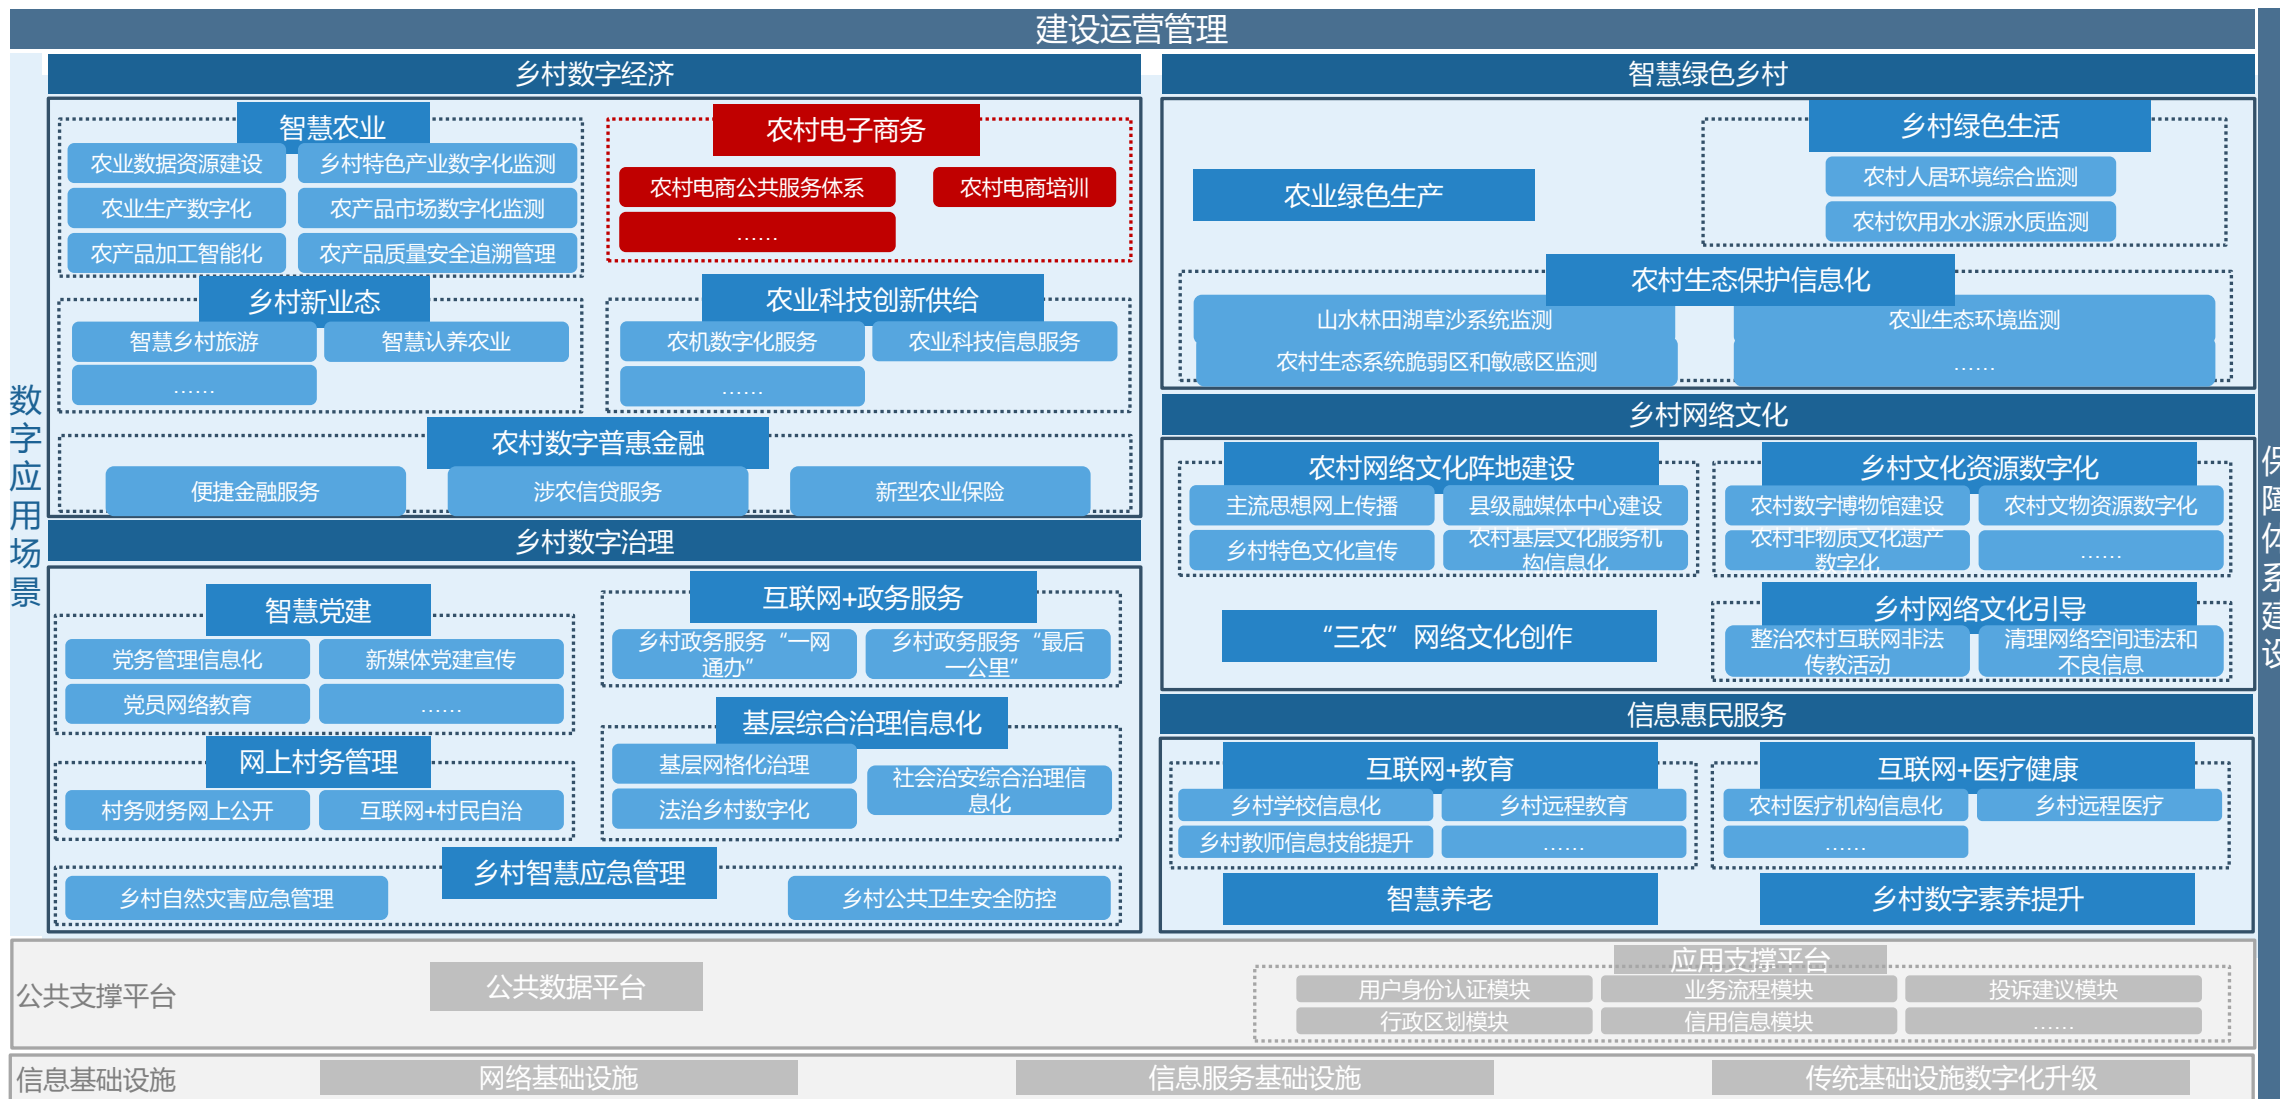 建设运营管理
数字应用场景
乡村数字经济
智慧农业
农业数据资源建设
乡村特色产业数字化监测
农业生产数字化
农产品市场数字化监测
农产品加工智能化
农产品质量安全追溯管理
农村电子商务
农村电商公共服务体系
农村电商培训
……
乡村新业态
智慧乡村旅游
智慧认养农业
……
农业科技创新供给
农机数字化服务
农业科技信息服务
……
农村数字普惠金融
便捷金融服务
涉农信贷服务
新型农业保险
乡村数字治理
智慧党建
党务管理信息化
新媒体党建宣传
党员网络教育
……
互联网+政务服务
乡村政务服务“一网
通办”
乡村政务服务“最后
一公里”
网上村务管理
村务财务网上公开
互联网+村民自治
基层综合治理信息化
基层网格化治理
法治乡村数字化
社会治安综合治理信
息化
乡村智慧应急管理
乡村自然灾害应急管理
乡村公共卫生安全防控
智慧绿色乡村
农业绿色生产
乡村绿色生活
农村人居环境综合监测
农村饮用水水源水质监测
农村生态保护信息化
山水林田湖草沙系统监测
农业生态环境监测
农村生态系统脆弱区和敏感区监测
……
乡村网络文化
农村网络文化阵地建设
主流思想网上传播
县级融媒体中心建设
乡村特色文化宣传
农村基层文化服务机
构信息化
乡村文化资源数字化
农村数字博物馆建设
农村文物资源数字化
农村非物质文化遗产
数字化
……
“三农”网络文化创作
乡村网络文化引导
整治农村互联网非法
传教活动
清理网络空间违法和
不良信息
信息惠民服务
互联网+教育
乡村学校信息化
乡村远程教育
乡村教师信息技能提升
……
互联网+医疗健康
农村医疗机构信息化
乡村远程医疗
……
智慧养老
乡村数字素养提升
保障体系建设
公共支撑平台
公共数据平台
应用支撑平台
用户身份认证模块
业务流程模块
投诉建议模块
行政区划模块
信用信息模块
……
信息基础设施
网络基础设施
信息服务基础设施
传统基础设施数字化升级